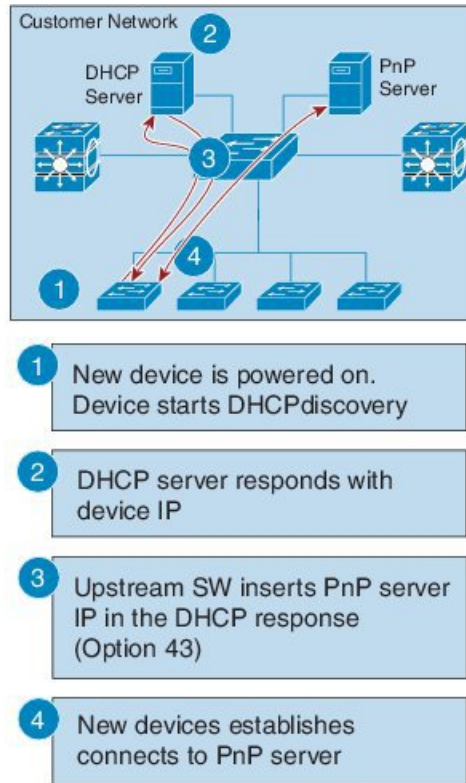 Customer Network
2
DHCP
Server
PnP
Server
3
4
1
1
New device is powered on.
Device starts DHCPdiscovery
2
DHCP server responds with
device IP
3
Upstream SW inserts PnP server
IP in the DHCP response
(Option 43)
4
New devices establishes
connects to PnP server